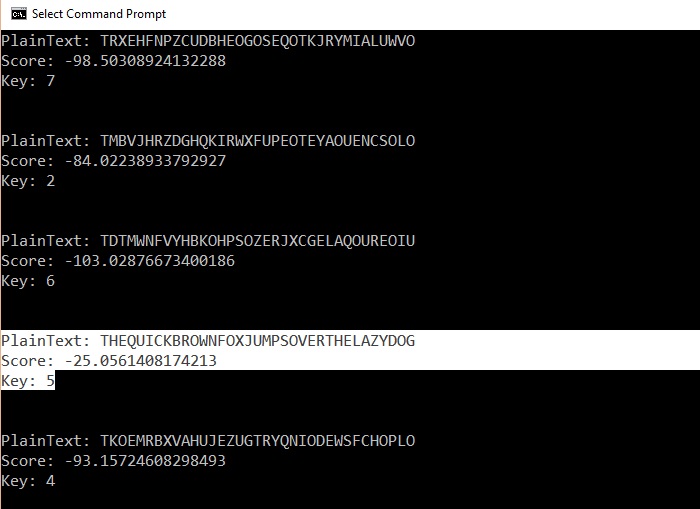 Select Command Prompt
PlainText: TRXEHFNPZCUDBHEOGOSEQOTKJRYMIALUWVO
Score: -98.50308924132288
Key: 7
PlainText: TMBVJHRZDGHQKIRWXFUPEOTEYAOUENCSOLO
Score: -84.02238933792927
Key: 2
PlainText: TDTMWNFVYHBKOHPSOZERJXCGELAQOUREOIU
Score: -103.02876673400186
Key: 6
PlainText: THEQUICKBROWNFOXJUMPSOVERTHELAZYDOG
Score: -25.0561408174213
Key: 5
PlainText: TKOEMRBXVAHUJEZUGTRYQNIODEWSFCHOPLO
Score: -93.15724608298493
Key: 4